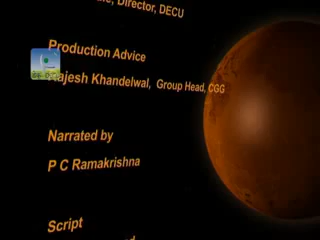 Director, DECU
Production Advice
Rajesh Khandelwal, Group Head, CGG
Narrated by
P C Ramakrishna
Script